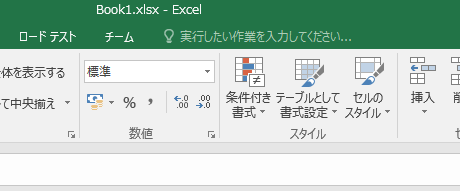 Book1.xlsx - Excel
ロード テスト チーム 実行したい作業を入力してください...
体を表示する 標準
て中央揃え % , .0 .00 条件付き書式 テーブルとして書式設定 セルのスタイル 挿入
数値 スタイル